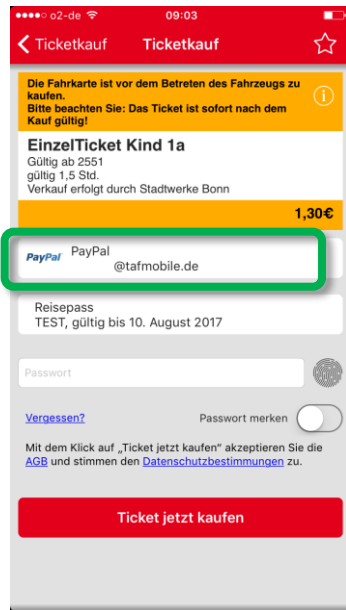 o2-de 09:03
Ticketkauf Ticketkauf
Die Fahrkarte ist vor dem Betreten des Fahrzeugs zu
kaufen.
Bitte beachten Sie: Das Ticket ist sofort nach dem
Kauf gültig!
EinzelTicket Kind 1a
Gültig ab 2551
gültig 1,5 Std.
Verkauf erfolgt durch Stadtwerke Bonn
1,30€
PayPal PayPal
@tafmobile.de
Reisepass
TEST, gültig bis 10. August 2017
Passwort
Vergessen? Passwort merken
Mit dem Klick auf „Ticket jetzt kaufen" akzeptieren Sie die
AGB und stimmen den Datenschutzbestimmungen zu.
Ticket jetzt kaufen